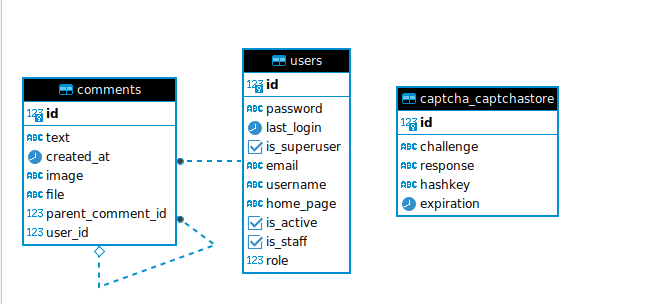 comments
123 id
ABC text
created_at
ABC image
ABC file
123 parent_comment_id
123 user_id
users
123 id
ABC password
last_login
is_superuser
ABC email
ABC username
ABC home_page
is_active
is_staff
123 role
captcha_captchastore
123 id
ABC challenge
ABC response
ABC hashkey
expiration